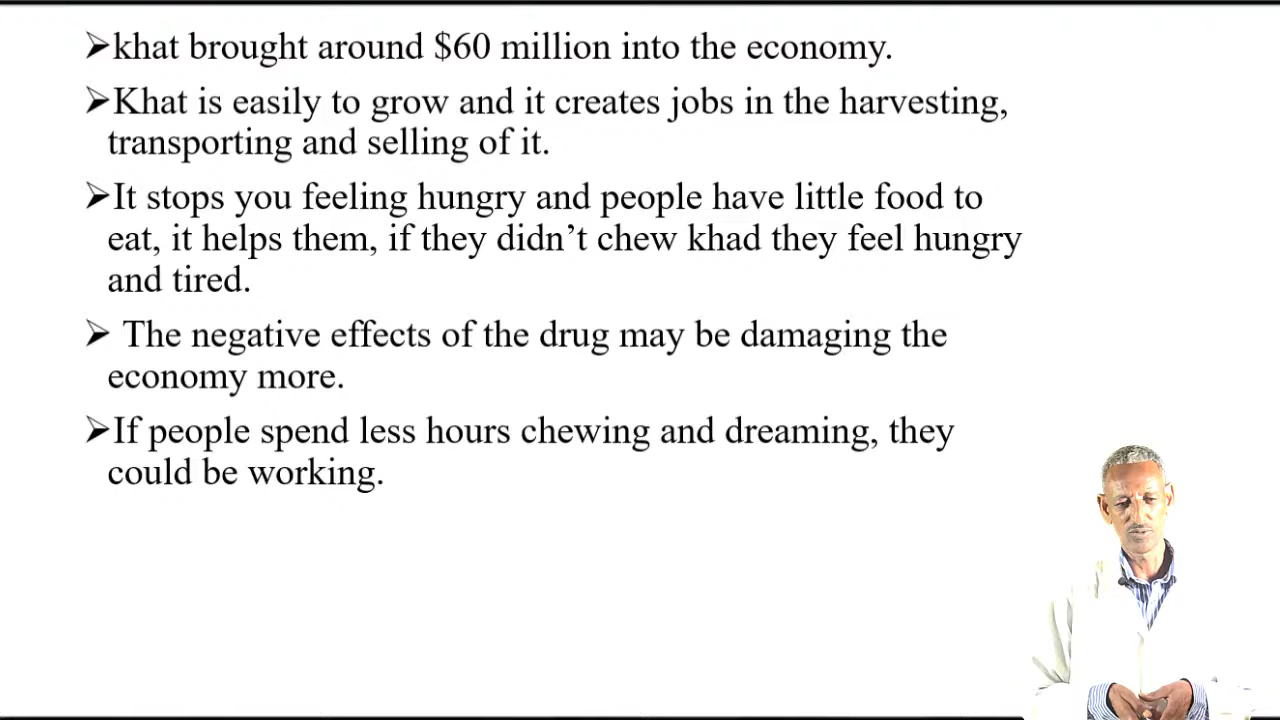 ➢khat brought around $60 million into the economy.
➢Khat is easily to grow and it creates jobs in the harvesting,
transporting and selling of it.
➢It stops you feeling hungry and people have little food to
eat, it helps them, if they didn’t chew khad they feel hungry
and tired.
➢ The negative effects of the drug may be damaging the
economy more.
➢If people spend less hours chewing and dreaming, they
could be working.